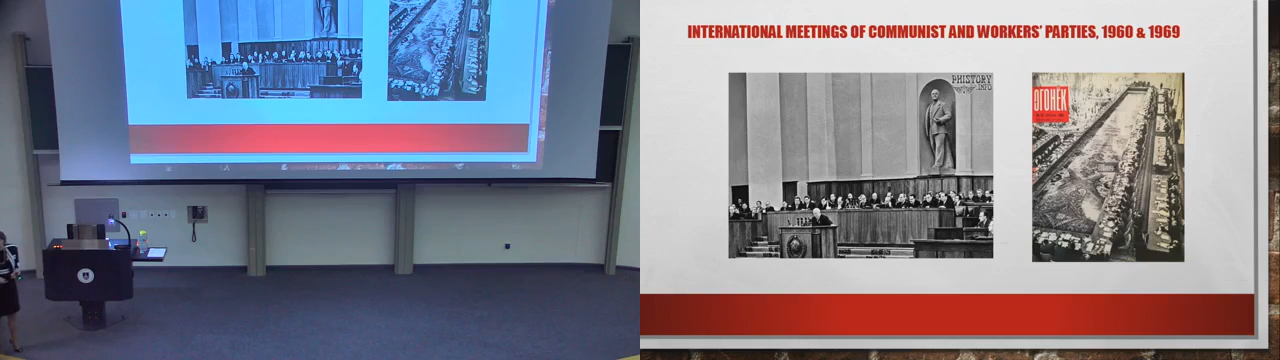 INTERNATIONAL MEETINGS OF COMMUNIST AND WORKERS' PARTIES, 1960 & 1969
PHISTORY
.INFO
ОГОНЁК